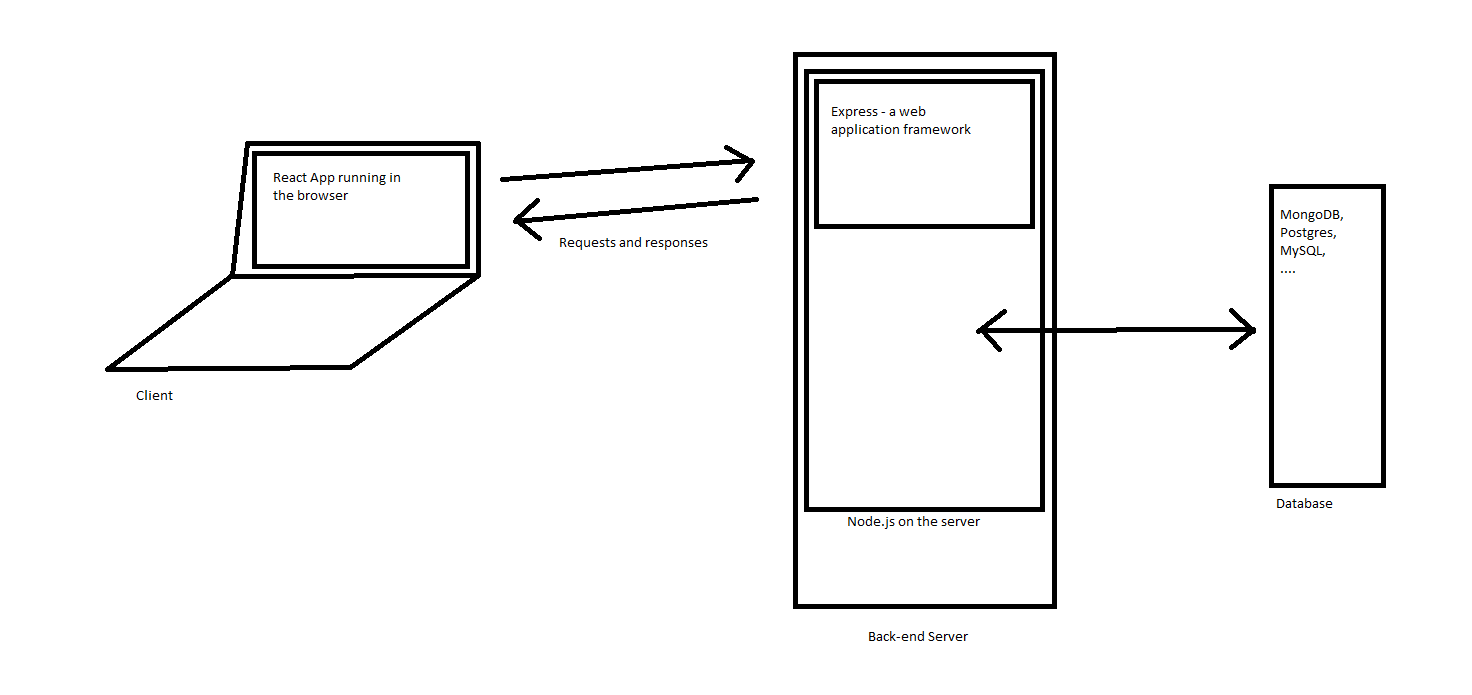 React App running in
the browser
Client
Requests and responses
Express - a web
application framework
Node.js on the server
Back-end Server
MongoDB,
Postgres,
MySQL,
....
Database